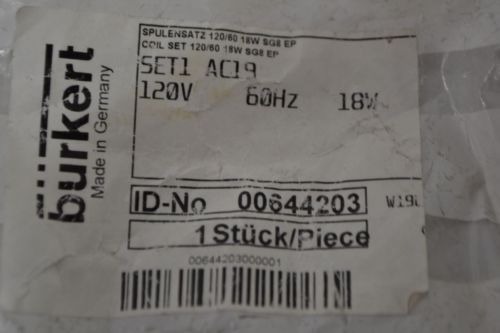 SPULENSATZ 120/60 18W SG8 EP
COIL SET 120/60 18W SG8 EP
SET1 AC19
120V 60Hz 18W
bürkert
Made in Germany
ID-No 00644203
1 Stück/Piece
00644203000001